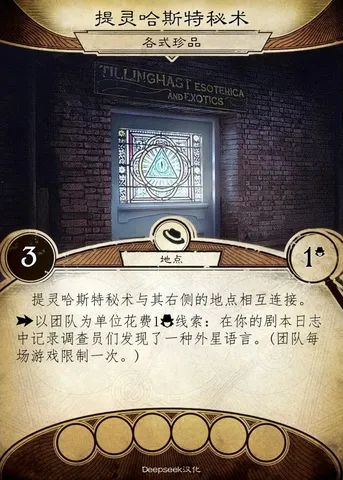 提灵哈斯特秘术
各式珍品
TILLINGHAST ESOTERICA
AND EXOTICS
3
地点
1
提灵哈斯特秘术与其右侧的地点相互连接。
以团队为单位花费1线索：在你的剧本日志
中记录调查员们发现了一种外星语言。(团队每
场游戏限制一次。)
Deepseek汉化